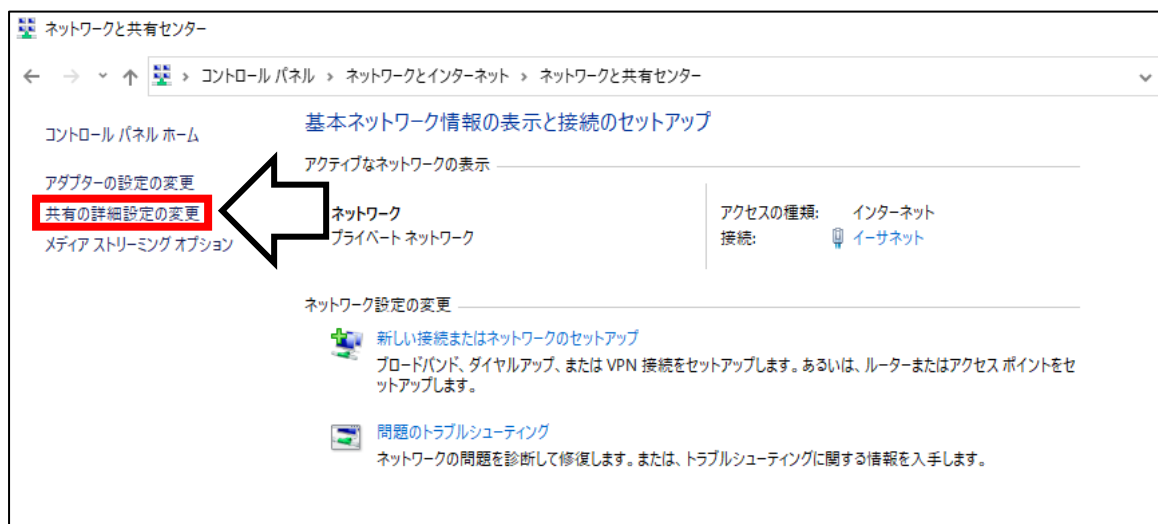 ネットワークと共有センター
コントロール パネル › ネットワークとインターネット › ネットワークと共有センター
コントロール パネル ホーム
アダプターの設定の変更
共有の詳細設定の変更
メディア ストリーミング オプション
基本ネットワーク情報の表示と接続のセットアップ
アクティブなネットワークの表示
ネットワーク
プライベート ネットワーク
アクセスの種類: インターネット
接続: イーサネット
ネットワーク設定の変更
新しい接続またはネットワークのセットアップ
ブロードバンド、ダイヤルアップ、または VPN 接続をセットアップします。あるいは、ルーターまたはアクセス ポイントをセ
ットアップします。
問題のトラブルシューティング
ネットワークの問題を診断して修復します。または、トラブルシューティングに関する情報を入手します。